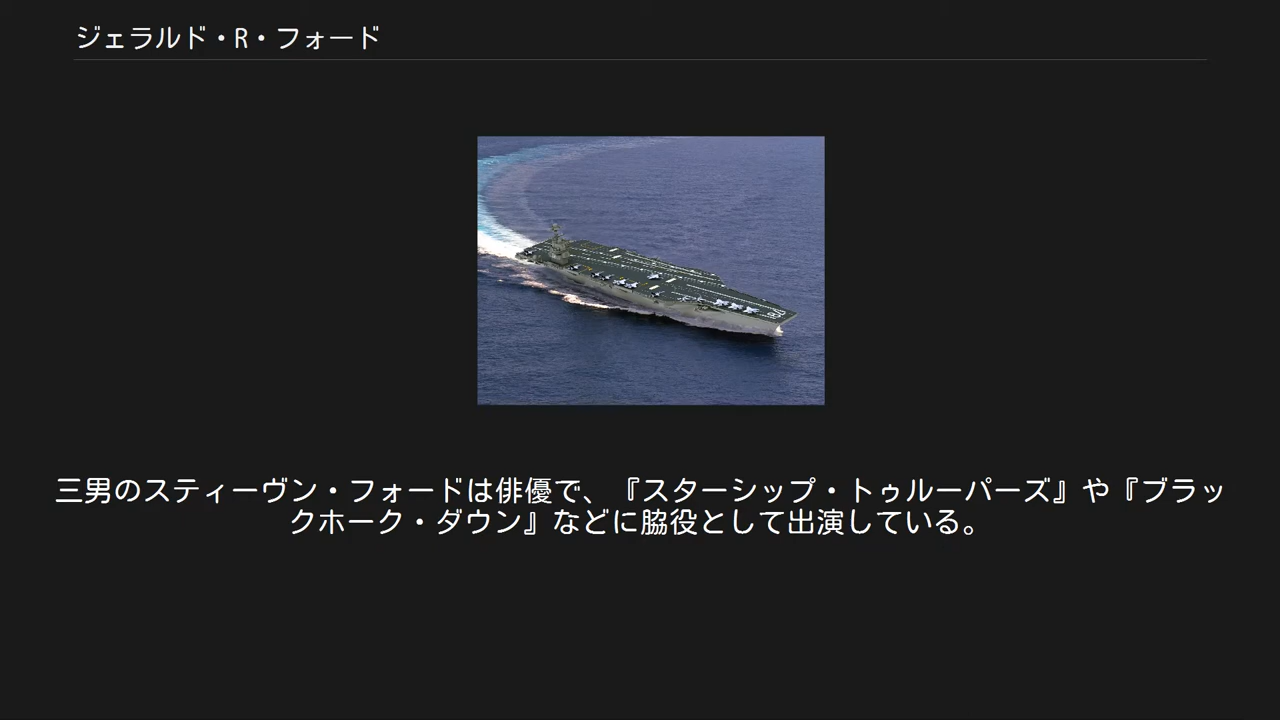 ジェラルド・R・フォード
三男のスティーヴン・フォードは俳優で、『スターシップ・トゥルーパーズ』や『ブラッ
クホーク・ダウン』などに脇役として出演している。